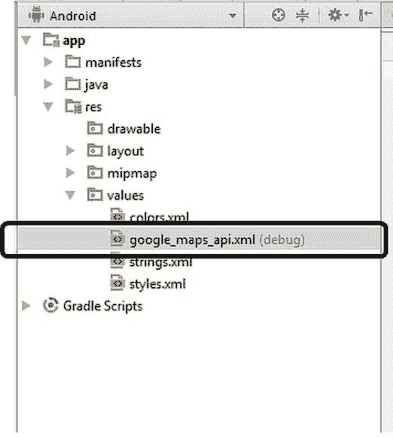 Android
app
manifests
java
res
drawable
layout
mipmap
values
colors.xml
google_maps_api.xml (debug)
strings.xml
styles.xml
Gradle Scripts